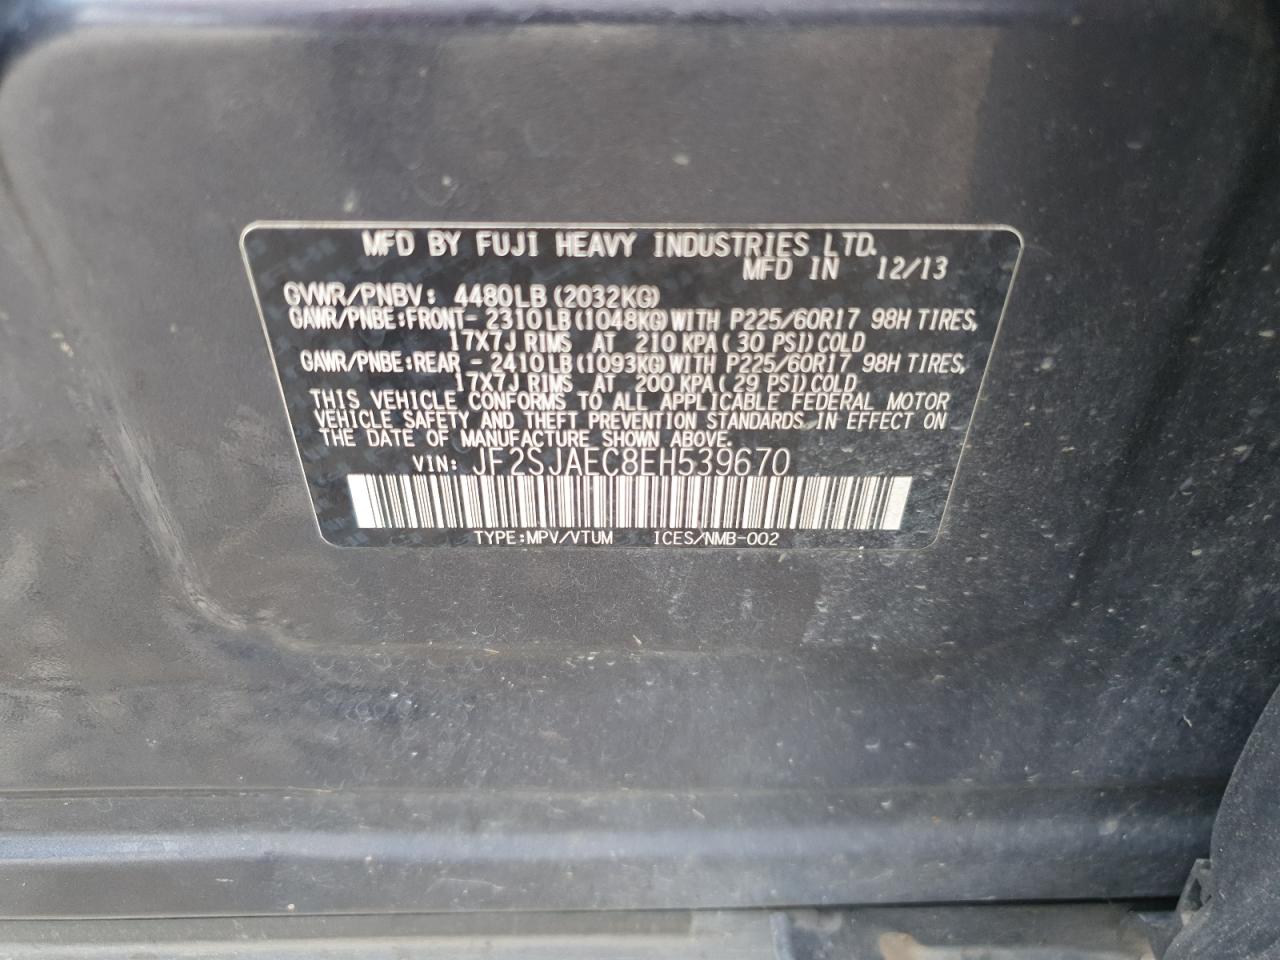 MFD BY FUJI HEAVY INDUSTRIES LTD.
MFD IN 12/13
GVWR/PNBV: 4480LB (2032KG)
GAWR/PNBE:FRONT- 2310LB (1048KG) WITH P225/60R17 98H TIRES,
17X7J RIMS AT 210 KPA (30 PSI) COLD
GAWR/PNBE:REAR - 2410LB (1093KG) WITH P225/60R17 98H TIRES,
17X7J RIMS AT 200 KPA (29 PSI) COLD
THIS VEHICLE CONFORMS TO ALL APPLICABLE FEDERAL MOTOR
VEHICLE SAFETY AND THEFT PREVENTION STANDARDS IN EFFECT ON
THE DATE OF MANUFACTURE SHOWN ABOVE.
VIN: JF2SJAEC8EH539670
TYPE:MPV/VTUM ICES/NMB-002